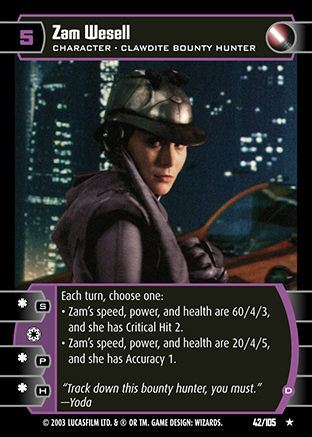 5 Zam Wesell
CHARACTER - CLAWDITE BOUNTY HUNTER
Each turn, choose one:
* S • Zam's speed, power, and health are 60/4/3,
and she has Critical Hit 2.
• Zam's speed, power, and health are 20/4/5,
* P and she has Accuracy 1.
* H "Track down this bounty hunter, you must."
—Yoda
D
© 2003 LUCASFILM LTD. & ® OR TM. GAME DESIGN: WIZARDS. 42/105 ★